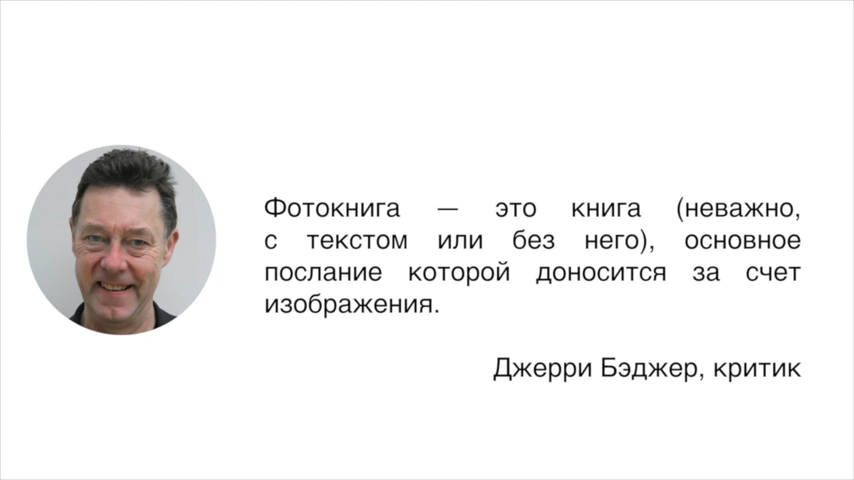 Фотокнига — это книга (неважно,
с текстом или без него), основное
послание которой доносится за счет
изображения.
Джерри Бэджер, критик